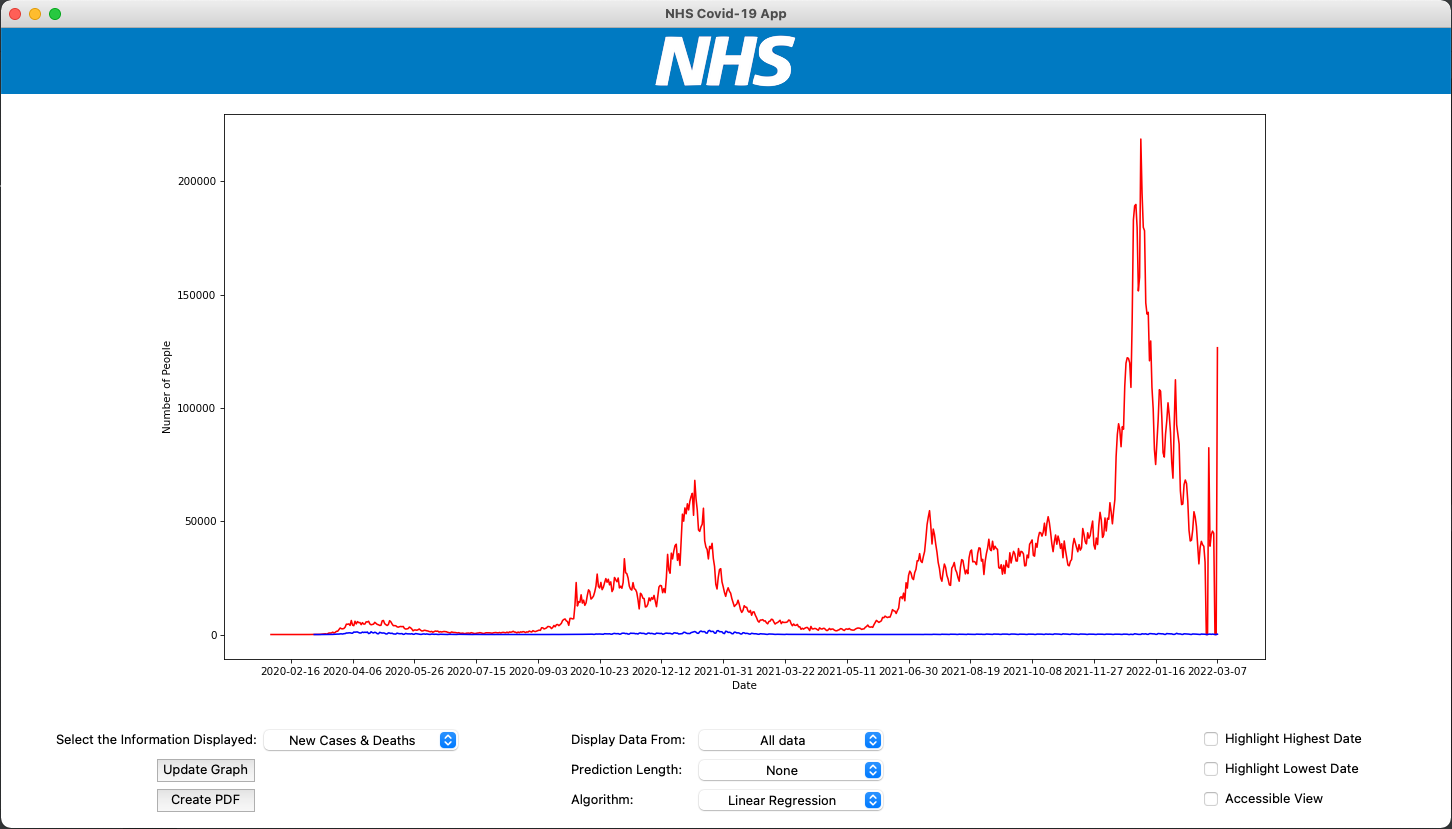 NHS Covid-19 App
NHS
200000
150000
100000
50000
0
Number of People
2020-02-16 2020-04-06 2020-05-26 2020-07-15 2020-09-03 2020-10-23 2020-12-12 2021-01-31 2021-03-22 2021-05-11 2021-06-30 2021-08-19 2021-10-08 2021-11-27 2022-01-16 2022-03-07
Date
Select the Information Displayed: New Cases & Deaths
Display Data From: All data
Highlight Highest Date
Update Graph
Prediction Length: None
Highlight Lowest Date
Create PDF
Algorithm: Linear Regression
Accessible View